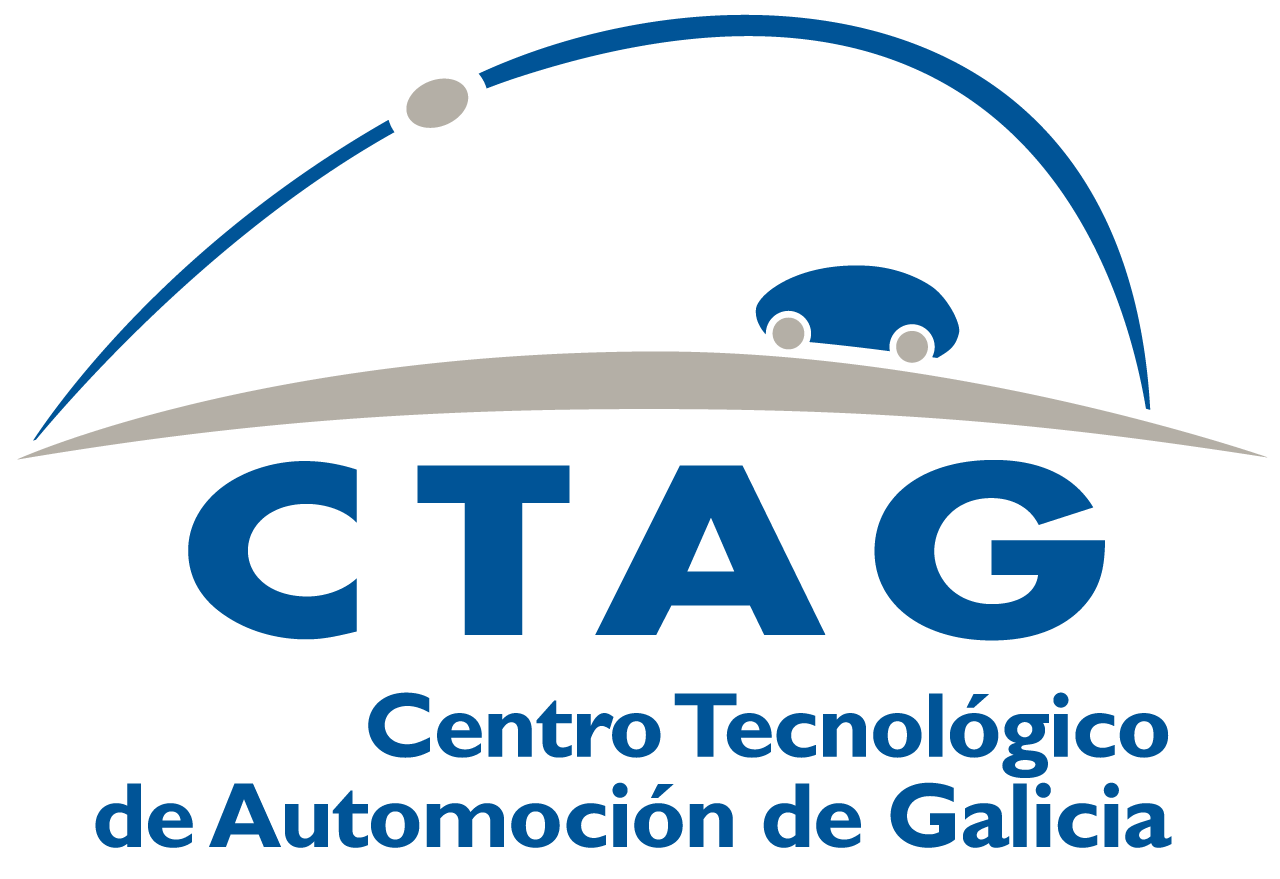 CTAG
Centro Tecnológico
de Automoción de Galicia